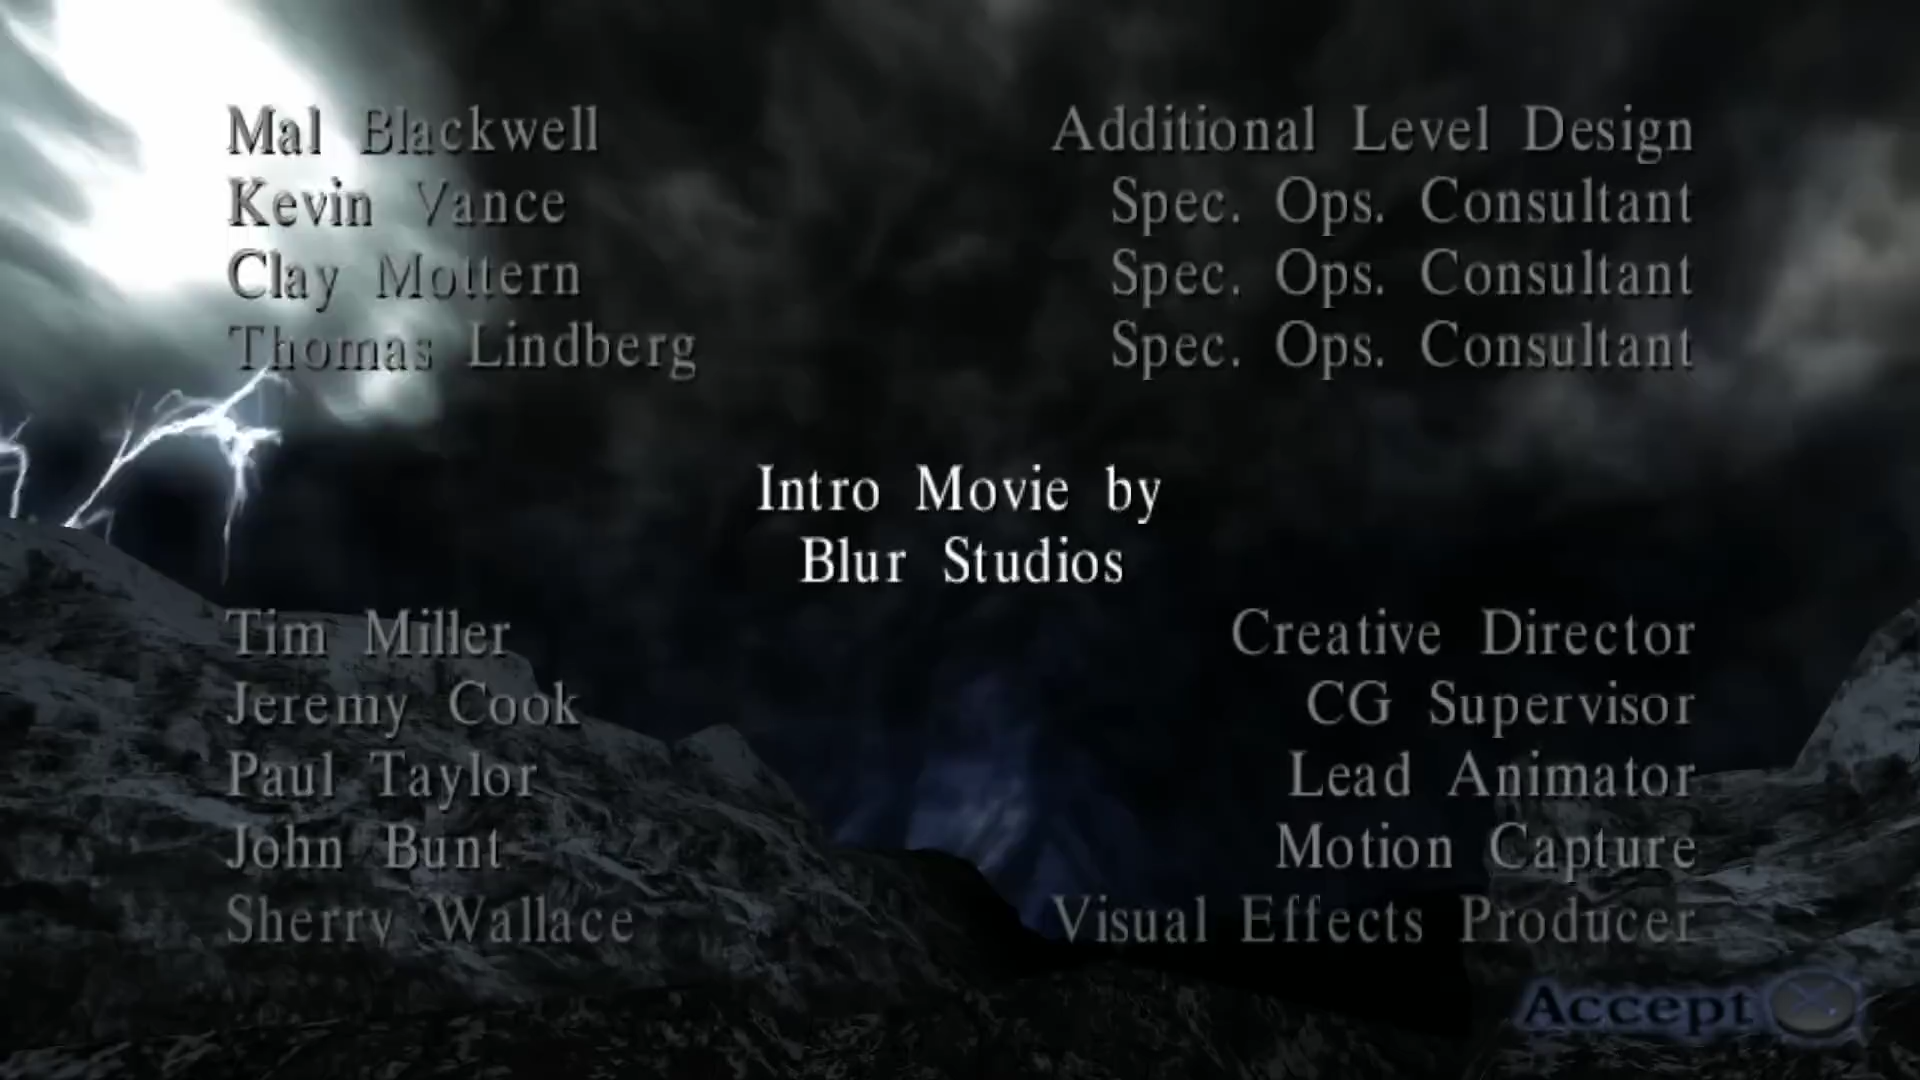 Mal Blackwell Additional Level Design
Kevin Vance Spec. Ops. Consultant
Clay Mottern Spec. Ops. Consultant
Thomas Lindberg Spec. Ops. Consultant
Intro Movie by
Blur Studios
Tim Miller Creative Director
Jeremy Cook CG Supervisor
Paul Taylor Lead Animator
John Bunt Motion Capture
Sherry Wallace Visual Effects Producer
Accept